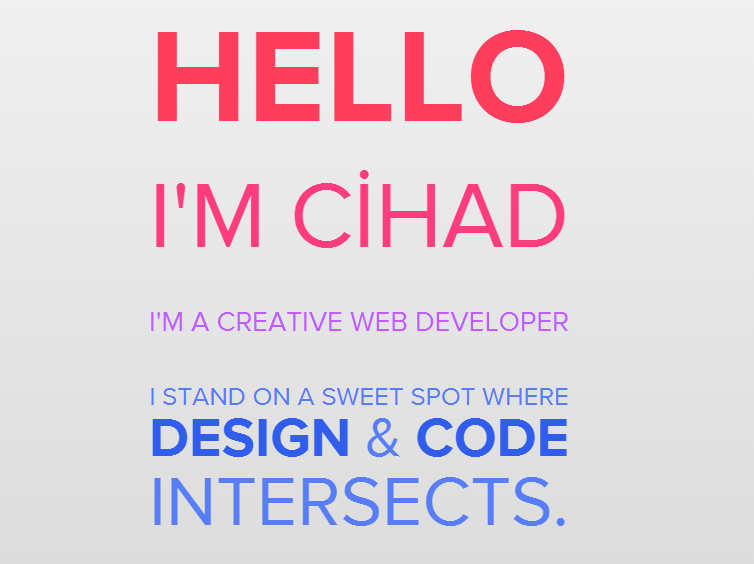 HELLO
I'M CİHAD
I'M A CREATIVE WEB DEVELOPER
I STAND ON A SWEET SPOT WHERE
DESIGN & CODE
INTERSECTS.